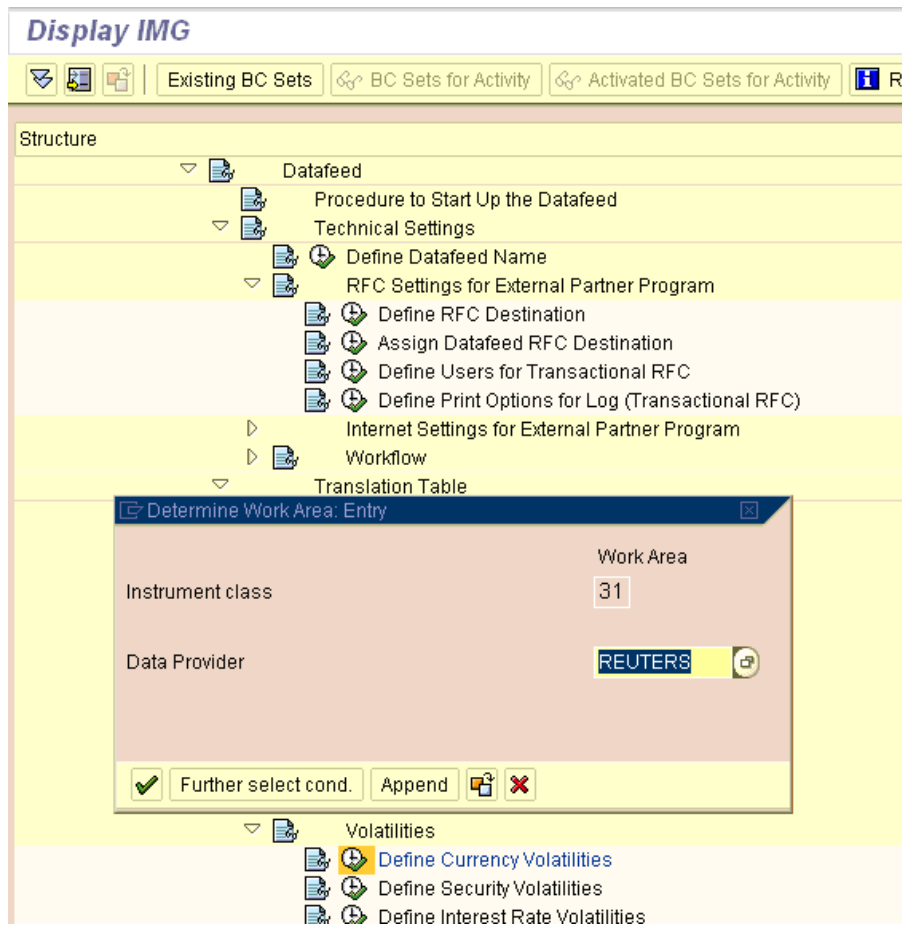 Display IMG
Existing BC Sets BC Sets for Activity Activated BC Sets for Activity R
Structure
Datafeed
Procedure to Start Up the Datafeed
Technical Settings
Define Datafeed Name
RFC Settings for External Partner Program
Define RFC Destination
Assign Datafeed RFC Destination
Define Users for Transactional RFC
Define Print Options for Log (Transactional RFC)
Internet Settings for External Partner Program
Workflow
Translation Table
Determine Work Area: Entry
Work Area
Instrument class 31
Data Provider REUTERS
Further select cond. Append
Volatilities
Define Currency Volatilities
Define Security Volatilities
Define Interest Rate Volatilities